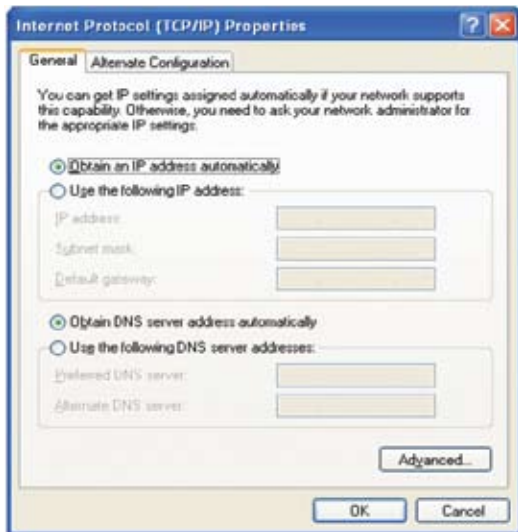 Internet Protocol (TCP/IP) Properties
General
Alternate Configuration
You can get IP settings assigned automatically if your network supports
this capability. Otherwise, you need to ask your network administrator for
the appropriate IP settings.
Obtain an IP address automatically
Use the following IP address:
IP address:
Subnet mask:
Default gateway:
Obtain DNS server address automatically
Use the following DNS server addresses:
Preferred DNS server:
Alternate DNS server:
Advanced...
OK
Cancel